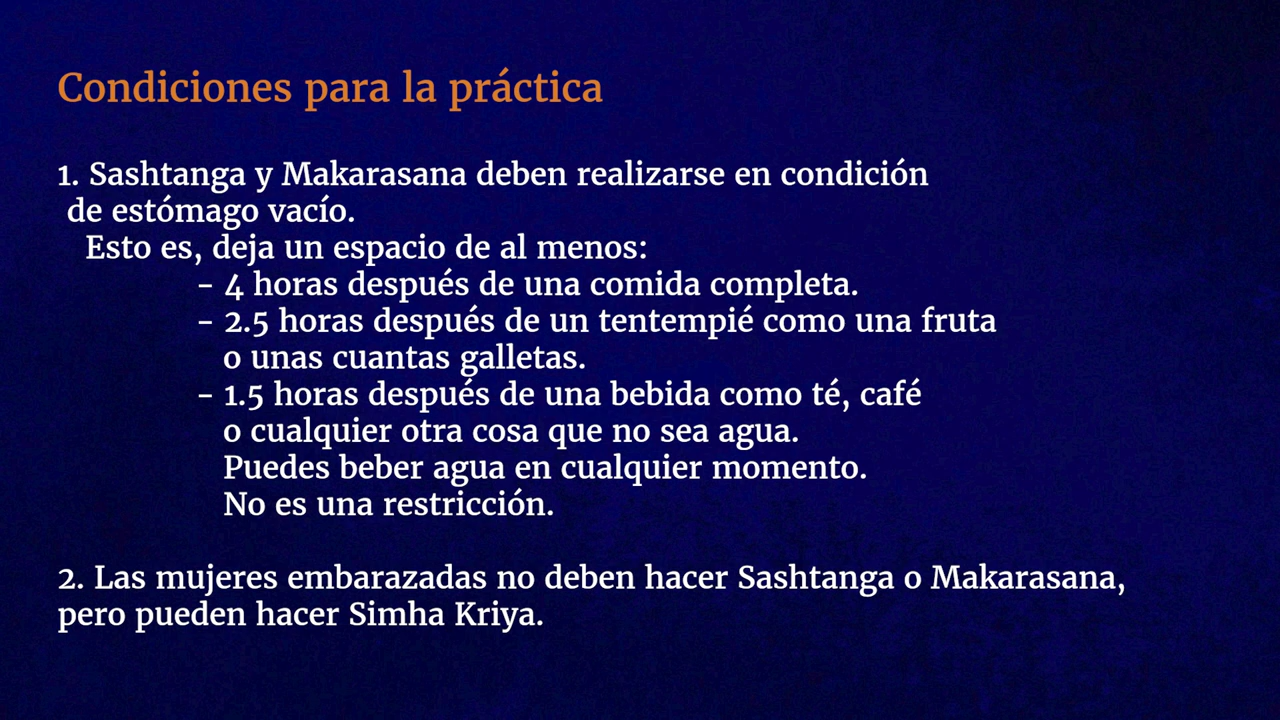 Condiciones para la práctica
1. Sashtanga y Makarasana deben realizarse en condición
de estómago vacío.
Esto es, deja un espacio de al menos:
- 4 horas después de una comida completa.
- 2.5 horas después de un tentempié como una fruta
o unas cuantas galletas.
- 1.5 horas después de una bebida como té, café
o cualquier otra cosa que no sea agua.
Puedes beber agua en cualquier momento.
No es una restricción.
2. Las mujeres embarazadas no deben hacer Sashtanga o Makarasana,
pero pueden hacer Simha Kriya.